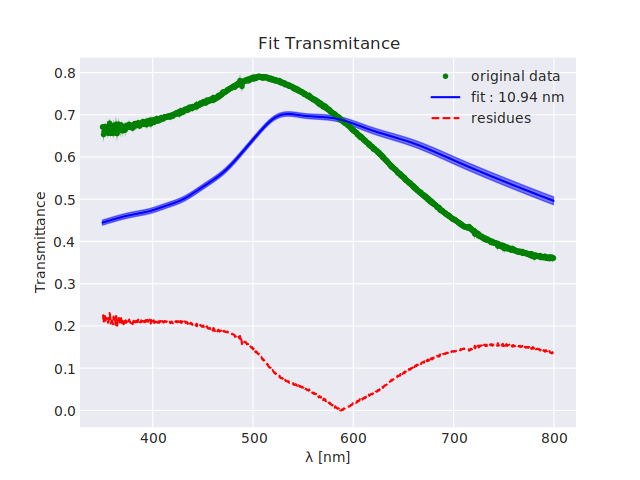 Fit Transmitance
0.8
0.7
0.6
0.5
0.4
0.3
0.2
0.1
0.0
Transmittance
original data
fit : 10.94 nm
residues
400 500 600 700 800
λ [nm]